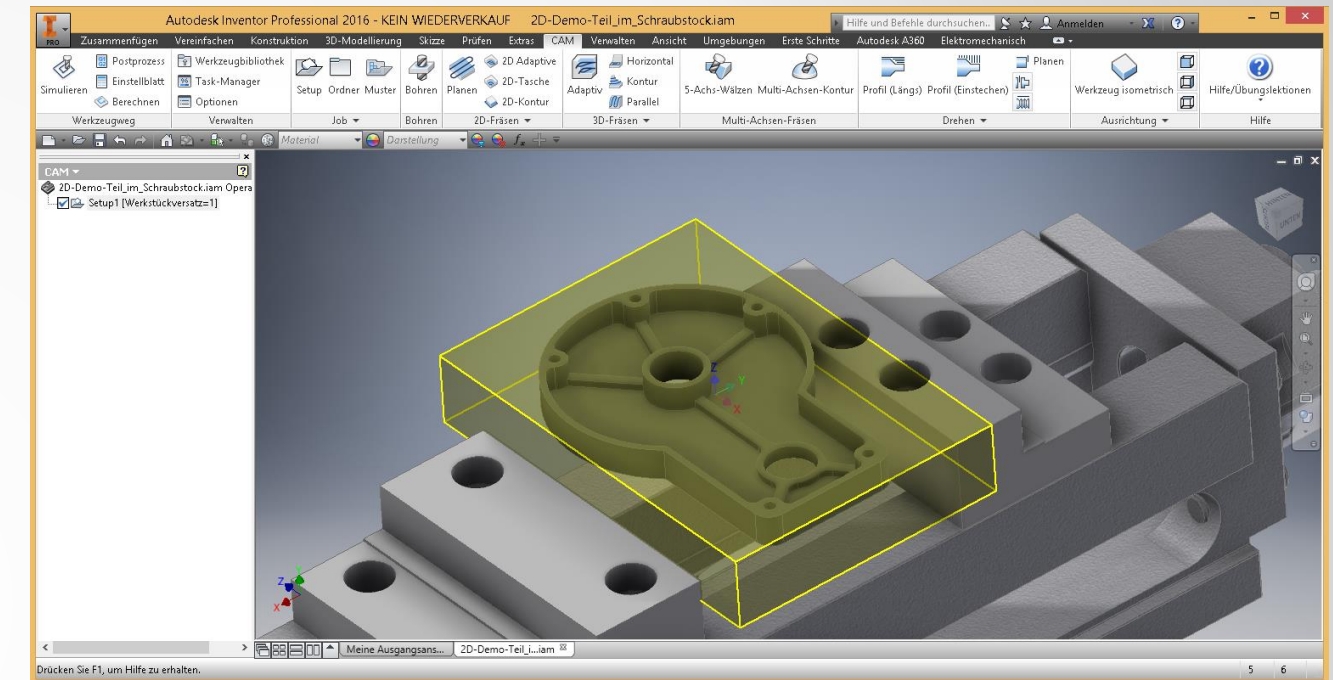 Autodesk Inventor Professional 2016 - KEIN WIEDERVERKAUF 2D-Demo-Teil_im_Schraubstock.iam Hilfe und Befehle durchsuchen... Anmelden
PRO Zusammenfügen Vereinfachen Konstruktion 3D-Modellierung Skizze Prüfen Extras CAM Verwalten Ansicht Umgebungen Erste Schritte Autodesk A360 Elektromechanisch
Simulieren Postprozess Werkzeugbibliothek Setup Ordner Muster Bohren Planen 2D Adaptive Adaptiv Horizontal 5-Achs-Wälzen Multi-Achsen-Kontur Profil (Längs) Profil (Einstechen) Planen Werkzeug isometrisch Hilfe/Übungslektionen
Einstellblatt Task-Manager 2D-Tasche Kontur
Berechnen Optionen 2D-Kontur Parallel
Werkzeugweg Verwalten Job Bohren 2D-Fräsen 3D-Fräsen Multi-Achsen-Fräsen Drehen Ausrichtung Hilfe
Material Darstellung
CAM
2D-Demo-Teil_im_Schraubstock.iam Opera
Setup1 [Werkstückversatz=1]
UNTEN
Z
Y
X
Y
Z
X
Meine Ausgangsans... 2D-Demo-Teil_i...iam
Drücken Sie F1, um Hilfe zu erhalten. 5 6